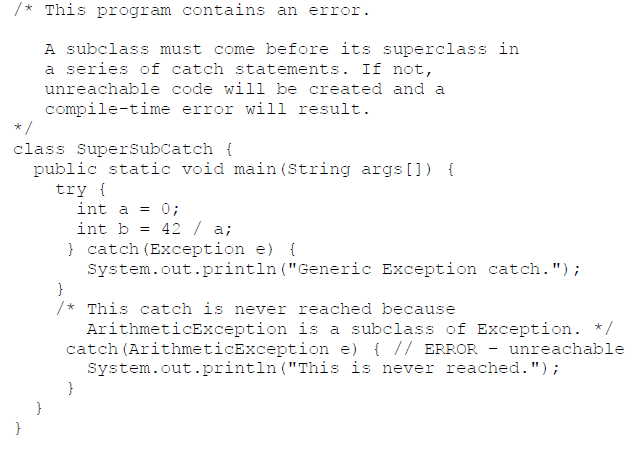 /* This program contains an error.
A subclass must come before its superclass in
a series of catch statements. If not,
unreachable code will be created and a
compile-time error will result.
*/
class SuperSubCatch {
public static void main(String args[]) {
try {
int a = 0;
int b = 42 / a;
} catch(Exception e) {
System.out.println("Generic Exception catch.");
}
/* This catch is never reached because
ArithmeticException is a subclass of Exception. */
catch(ArithmeticException e) { // ERROR - unreachable
System.out.println("This is never reached.");
}
}
}